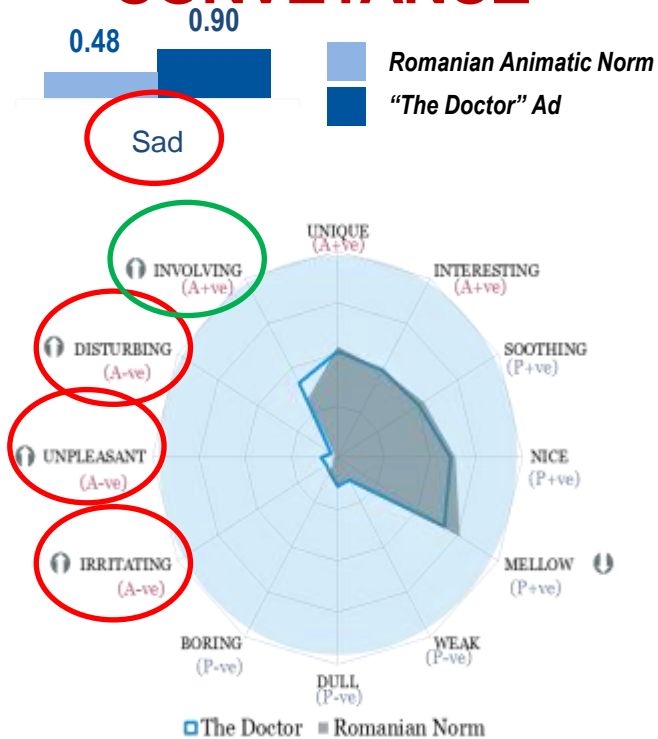 CONVEYANCE
0.48
0.90
Romanian Animatic Norm
“The Doctor” Ad
Sad
UNIQUE
(A+ve)
INVOLVING
(A+ve)
INTERESTING
(A+ve)
DISTURBING
(A-ve)
SOOTHING
(P+ve)
UNPLEASANT
(A-ve)
NICE
(P+ve)
IRRITATING
(A-ve)
MELLOW
(P+ve)
BORING
(P-ve)
WEAK
(P-ve)
DULL
(P-ve)
The Doctor
Romanian Norm